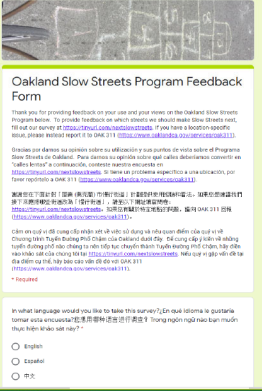 Oakland Slow Streets Program Feedback
Form
Thank you for providing feedback on your use and your views on the Oakland Slow Streets
Program below. To provide feedback on which streets we should make Slow Streets next,
fill out our survey at https://tinyurl.com/nextslowstreets. If you have a location-specific
issue, please instead report it to OAK 311 (https://www.oaklandca.gov/services/oak311).
Gracias por darnos su opinión sobre su utilización y sus puntos de vista sobre el Programa
Slow Streets de Oakland. Para darnos su opinión sobre qué calles deberíamos convertir en
"calles lentas" a continuación, conteste nuestra encuesta en
https://tinyurl.com/nextslowstreets. Si tiene un problema específico a una ubicación, por
favor repórtelo a OAK 311 (https://www.oaklandca.gov/services/oak311).
https://tinyurl.com/nextslowstreets
OAK 311
(https://www.oaklandca.gov/services/oak311)
Cảm ơn quý vị đã cung cấp nhận xét về việc sử dụng và nêu quan điểm của quý vị về
Chương trình Tuyến Đường Phố Chậm của Oakland dưới đây. Để cung cấp ý kiến về những
tuyến đường phố nào chúng ta nên tiếp tục chuyển thành Tuyến Đường Phố Chậm, hãy điền
vào khảo sát của chúng tôi tại https://tinyurl.com/nextslowstreets. Nếu quý vị gặp vấn đề tại
địa điểm cụ thể, hãy báo cáo vấn đề đó với OAK 311
(https://www.oaklandca.gov/services/oak311).
* Required
In what language would you like to take this survey?¿En qué idioma le gustaría
tomar esta encuesta?您想用哪种语言进行调查？Trong ngôn ngữ nào bạn muốn
thực hiện khảo sát này? *
English
Español
中文